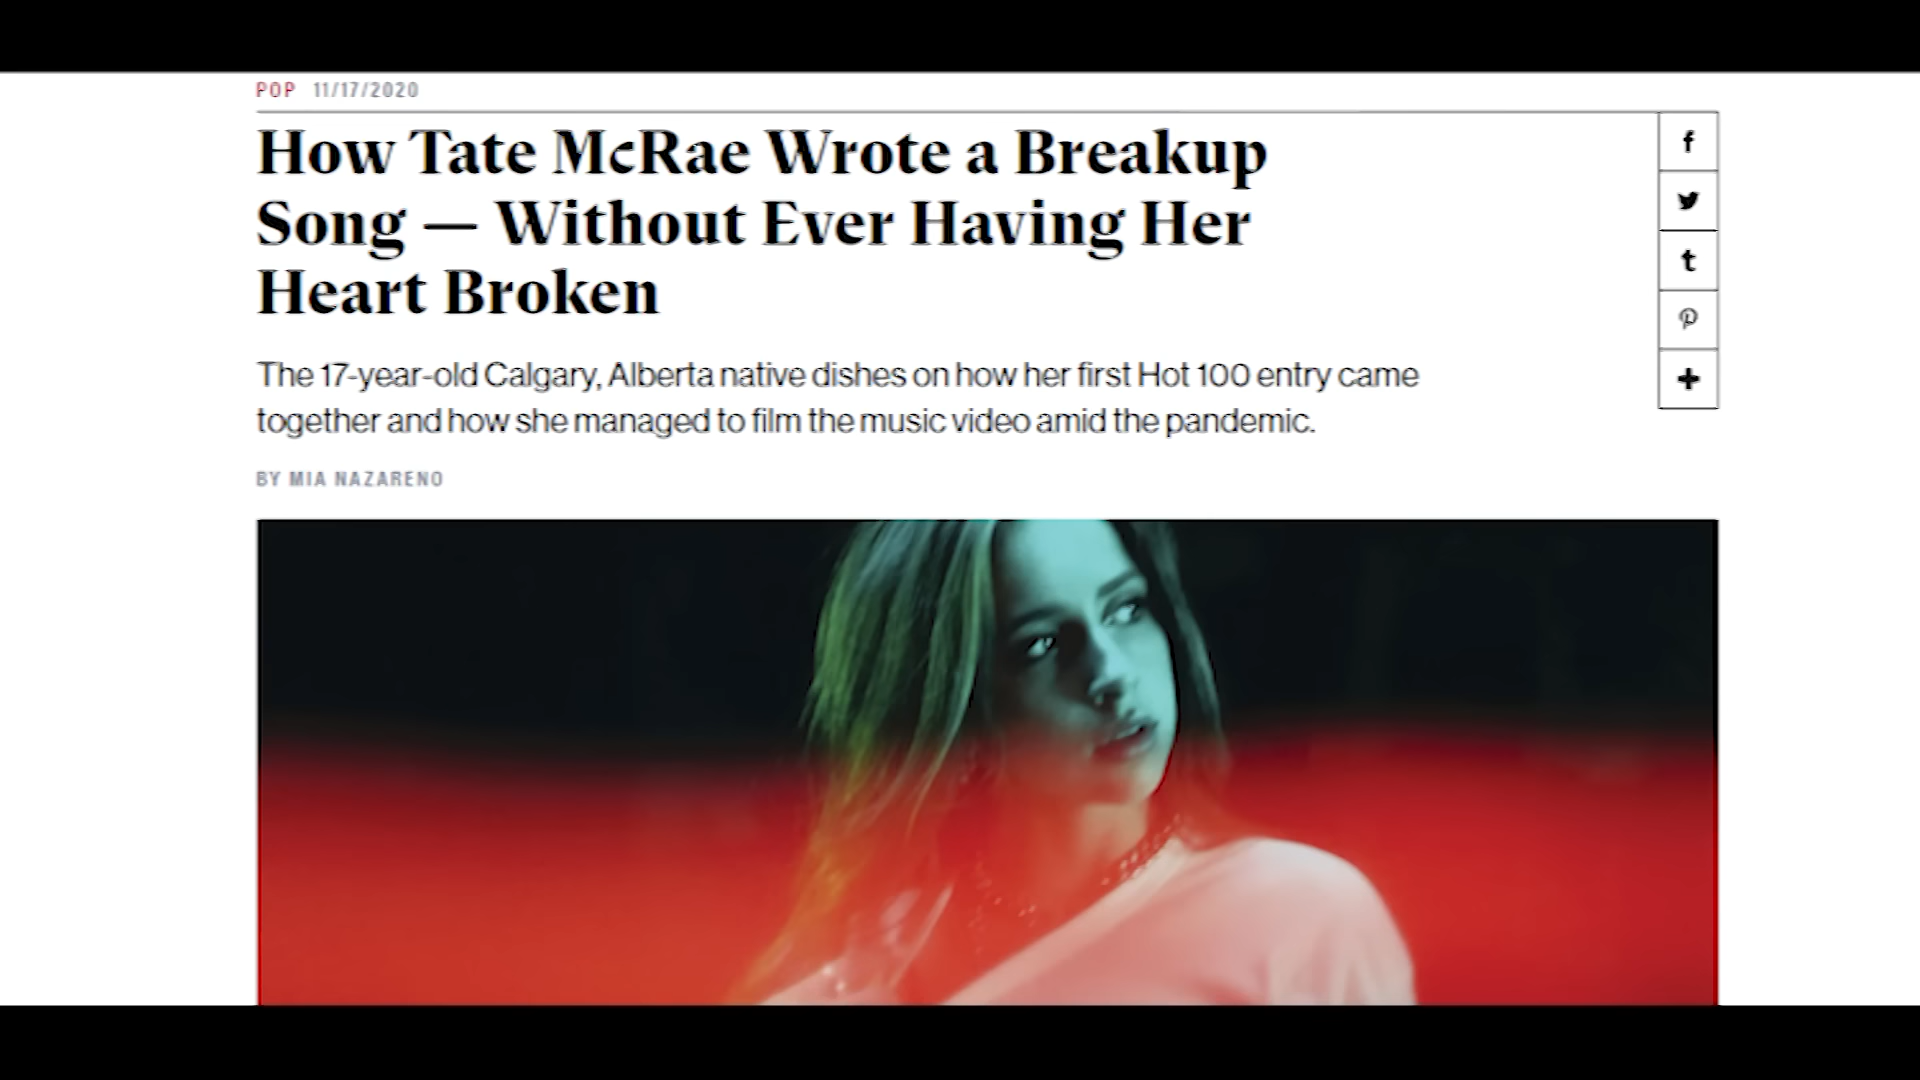 POP 11/17/2020
How Tate McRae Wrote a Breakup
Song — Without Ever Having Her
Heart Broken
The 17-year-old Calgary, Alberta native dishes on how her first Hot 100 entry came
together and how she managed to film the music video amid the pandemic.
BY MIA NAZARENO